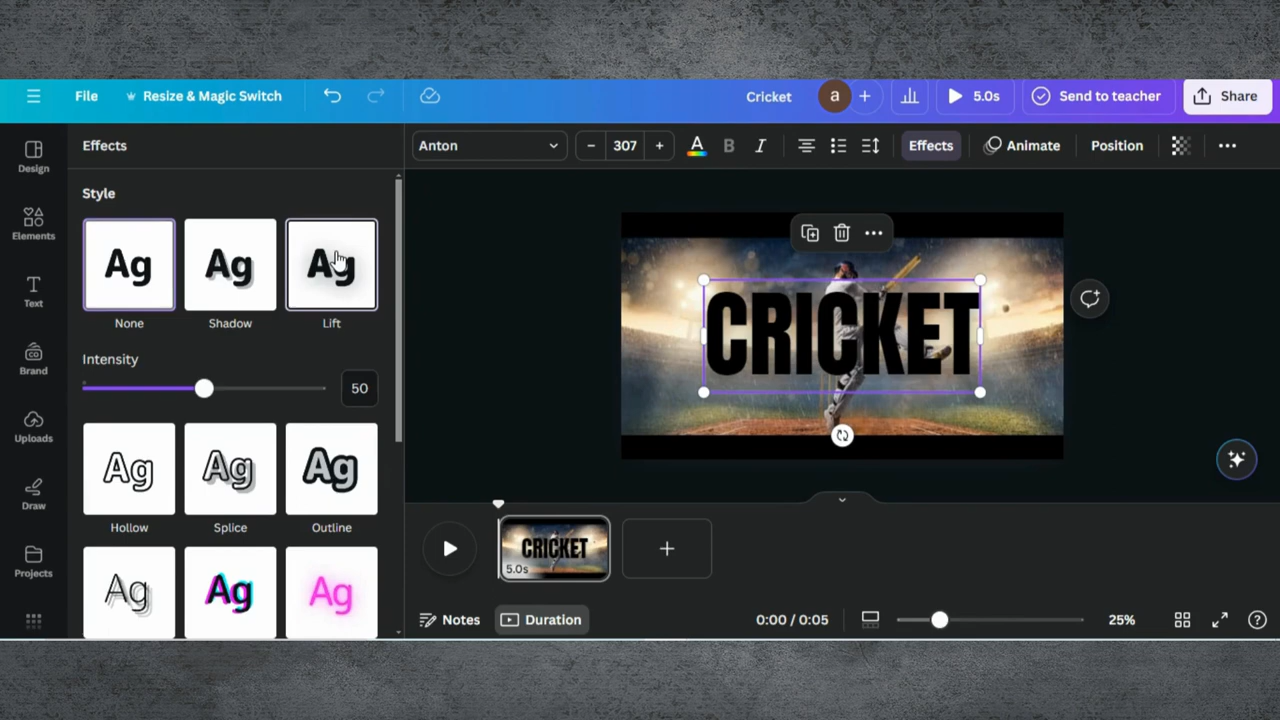 File
Resize & Magic Switch
Cricket
a
5.0s
Send to teacher
Share
Design
Elements
Text
Brand
Uploads
Draw
Projects
Effects
Style
Ag
Ag
Ag
None
Shadow
Lift
Intensity
50
Ag
Ag
Ag
Hollow
Splice
Outline
Ag
Ag
Ag
Anton
307
A
B
I
Effects
Animate
Position
CRICKET
CRICKET
5.0s
Notes
Duration
0:00 / 0:05
25%